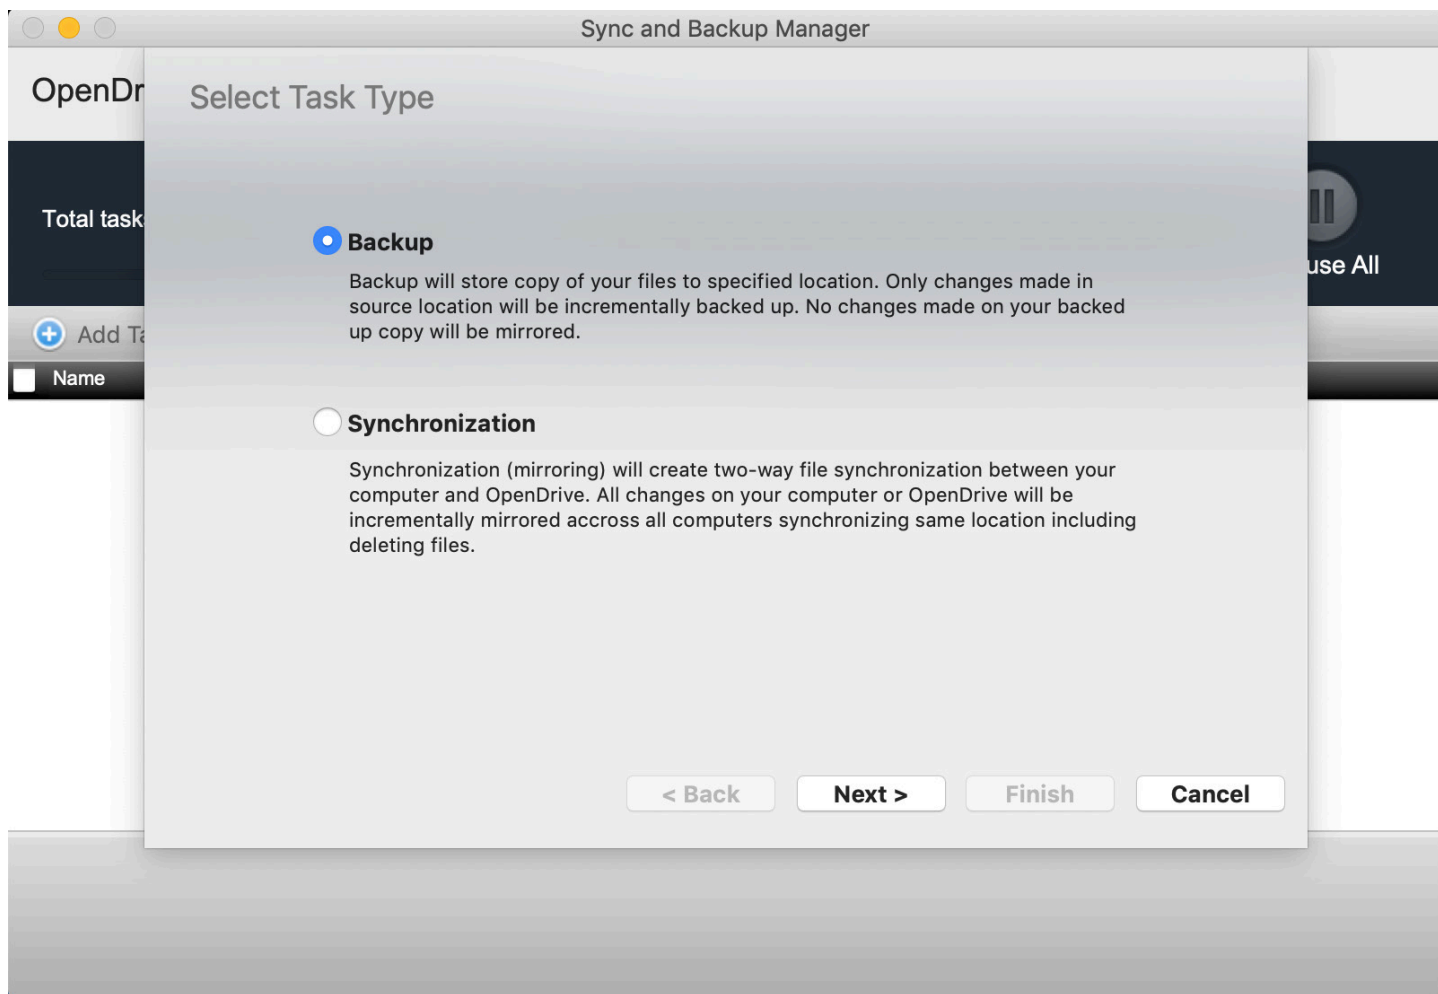 Sync and Backup Manager
OpenDr
Select Task Type
Total task
Backup
Backup will store copy of your files to specified location. Only changes made in
source location will be incrementally backed up. No changes made on your backed
up copy will be mirrored.
use All
Add Ta
Name
Synchronization
Synchronization (mirroring) will create two-way file synchronization between your
computer and OpenDrive. All changes on your computer or OpenDrive will be
incrementally mirrored accross all computers synchronizing same location including
deleting files.
< Back
Next >
Finish
Cancel